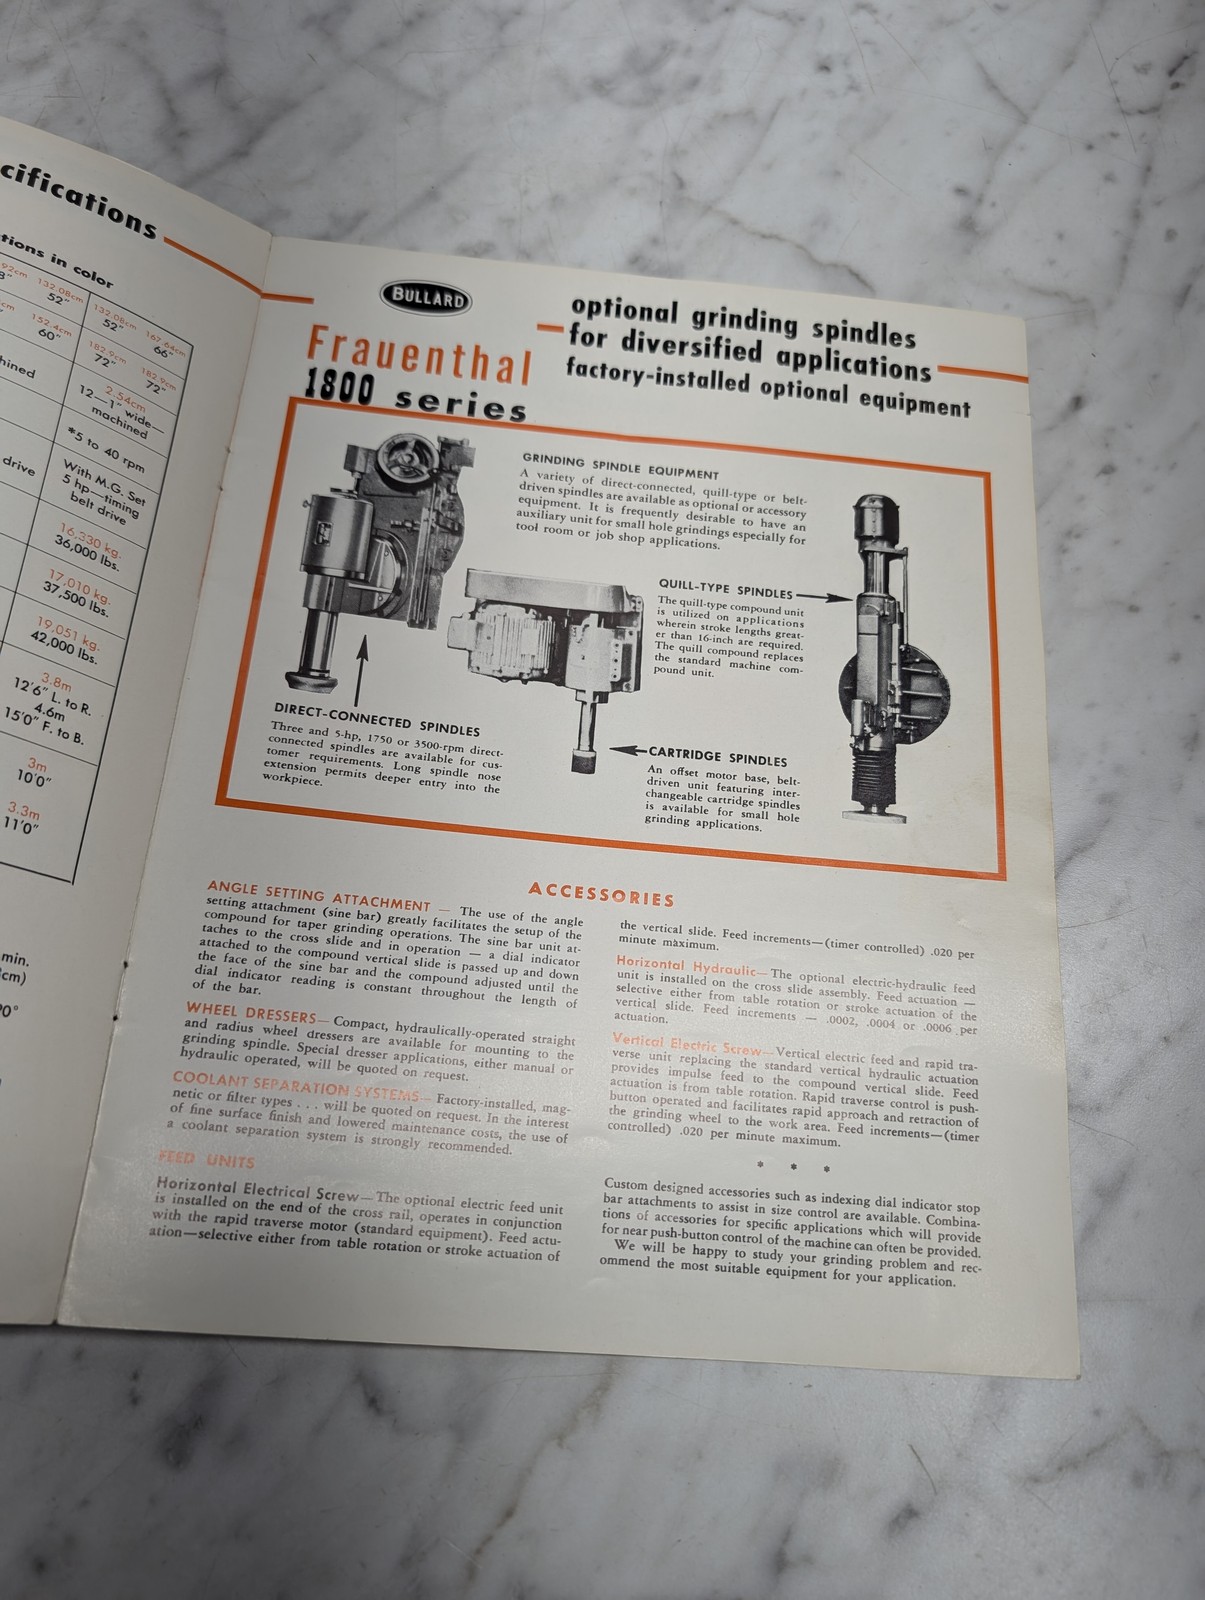 cifications
tions in color
92cm 132.08cm 132.08cm 167.64cm
8" 52" 52" 66"
cm 152.4cm 182.9cm 182.9cm
60" 72" 72"
hined
2.54cm
12—1" wide—
machined
*5 to 40 rpm
drive
With M.G. Set
5 hp—timing
belt drive
16,330 kg.
36,000 lbs.
17,010 kg.
37,500 lbs.
19,051 kg.
42,000 lbs.
3.8m
12'6" L. to R.
4.6m
15'0" F. to B.
3m
10'0"
3.3m
11'0"
min.
cm)
0°
BULLARD
Frauenthal
1800 series
optional grinding spindles
for diversified applications
factory-installed optional equipment
GRINDING SPINDLE EQUIPMENT
A variety of direct-connected, quill-type or belt-
driven spindles are available as optional or accessory
equipment. It is frequently desirable to have an
auxiliary unit for small hole grindings especially for
tool room or job shop applications.
QUILL-TYPE SPINDLES
The quill-type compound unit
is utilized on applications
wherein stroke lengths great-
er than 16-inch are required.
The quill compound replaces
the standard machine com-
pound unit.
DIRECT-CONNECTED SPINDLES
Three and 5-hp, 1750 or 3500-rpm direct-
connected spindles are available for cus-
tomer requirements. Long spindle nose
extension permits deeper entry into the
workpiece.
CARTRIDGE SPINDLES
An offset motor base, belt-
driven unit featuring inter-
changeable cartridge spindles
is available for small hole
grinding applications.
ACCESSORIES
ANGLE SETTING ATTACHMENT — The use of the angle
setting attachment (sine bar) greatly facilitates the setup of the
compound for taper grinding operations. The sine bar unit at-
taches to the cross slide and in operation — a dial indicator
attached to the compound vertical slide is passed up and down
the face of the sine bar and the compound adjusted until the
dial indicator reading is constant throughout the length of
of the bar.
WHEEL DRESSERS— Compact, hydraulically-operated straight
and radius wheel dressers are available for mounting to the
grinding spindle. Special dresser applications, either manual or
hydraulic operated, will be quoted on request.
COOLANT SEPARATION SYSTEMS— Factory-installed, mag-
netic or filter types . . . will be quoted on request. In the interest
of fine surface finish and lowered maintenance costs, the use of
a coolant separation system is strongly recommended.
FEED UNITS
Horizontal Electrical Screw— The optional electric feed unit
is installed on the end of the cross rail, operates in conjunction
with the rapid traverse motor (standard equipment). Feed actu-
ation—selective either from table rotation or stroke actuation of
the vertical slide. Feed increments—(timer controlled) .020 per
minute maximum.
Horizontal Hydraulic—The optional electric-hydraulic feed
unit is installed on the cross slide assembly. Feed actuation —
selective either from table rotation or stroke actuation of the
vertical slide. Feed increments — .0002, .0004 or .0006 per
actuation.
Vertical Electric Screw—Vertical electric feed and rapid tra-
verse unit replacing the standard vertical hydraulic actuation
provides impulse feed to the compound vertical slide. Feed
actuation is from table rotation. Rapid traverse control is push-
button operated and facilitates rapid approach and retraction of
the grinding wheel to the work area. Feed increments—(timer
controlled) .020 per minute maximum.
* * *
Custom designed accessories such as indexing dial indicator stop
bar attachments to assist in size control are available. Combina-
tions of accessories for specific applications which will provide
for near push-button control of the machine can often be provided.
We will be happy to study your grinding problem and rec-
ommend the most suitable equipment for your application.